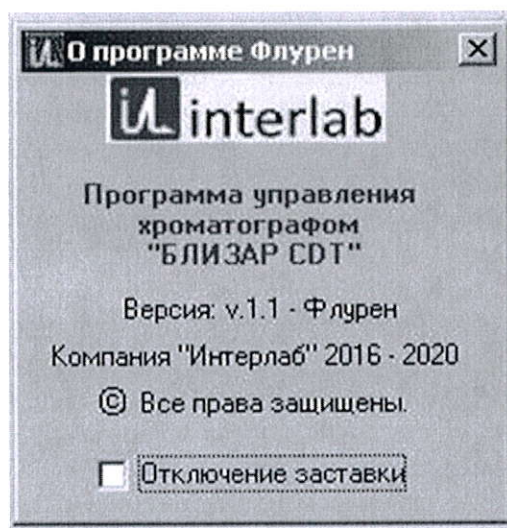 О программе Флурен
iL interlab
Программа управления
хроматографом
"БЛИЗАР CDT"
Версия: v.1.1 - Флурен
Компания "Интерлаб" 2016 - 2020
© Все права защищены.
Отключение заставки